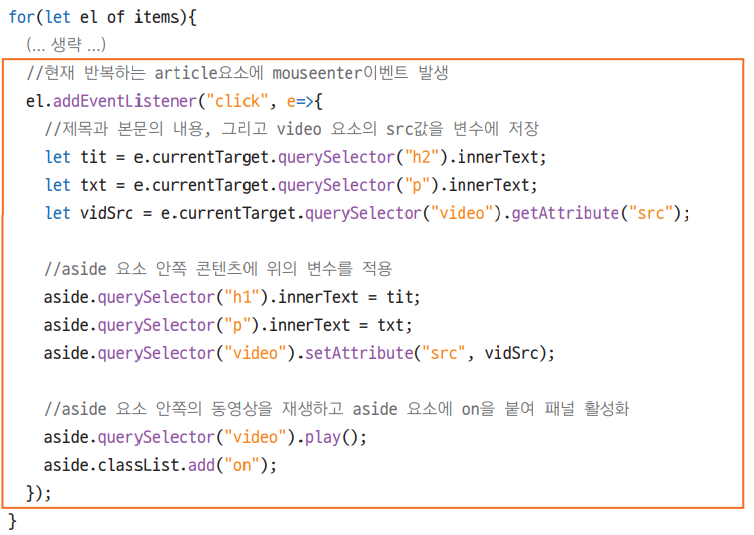 for(let el of items){
(... 생략 ...)
//현재 반복하는 article요소에 mouseenter이벤트 발생
el.addEventListener("click", e=>{
//제목과 본문의 내용, 그리고 video 요소의 src값을 변수에 저장
let tit = e.currentTarget.querySelector("h2").innerText;
let txt = e.currentTarget.querySelector("p").innerText;
let vidSrc = e.currentTarget.querySelector("video").getAttribute("src");
//aside 요소 안쪽 콘텐츠에 위의 변수를 적용
aside.querySelector("h1").innerText = tit;
aside.querySelector("p").innerText = txt;
aside.querySelector("video").setAttribute("src", vidSrc);
//aside 요소 안쪽의 동영상을 재생하고 aside 요소에 on을 붙여 패널 활성화
aside.querySelector("video").play();
aside.classList.add("on");
});
}